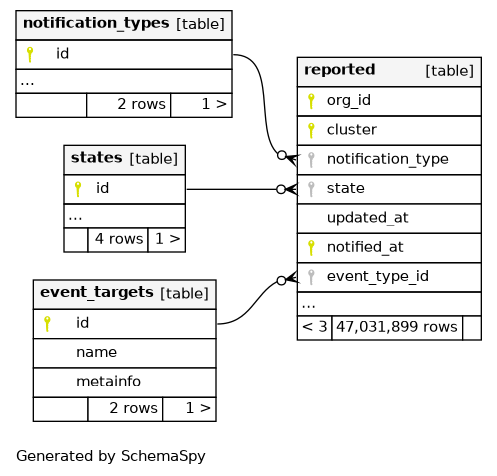 notification_types [table]
id
...
2 rows 1 >
states [table]
id
...
4 rows 1 >
event_targets [table]
id
name
metainfo
2 rows 1 >
reported [table]
org_id
cluster
notification_type
state
updated_at
notified_at
event_type_id
...
< 3 47,031,899 rows
Generated by SchemaSpy